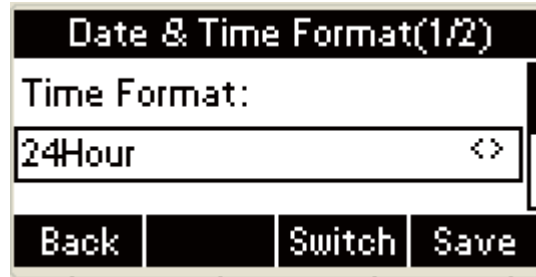 Date & Time Format(1/2)
Time Format:
24Hour <>
Back Switch Save